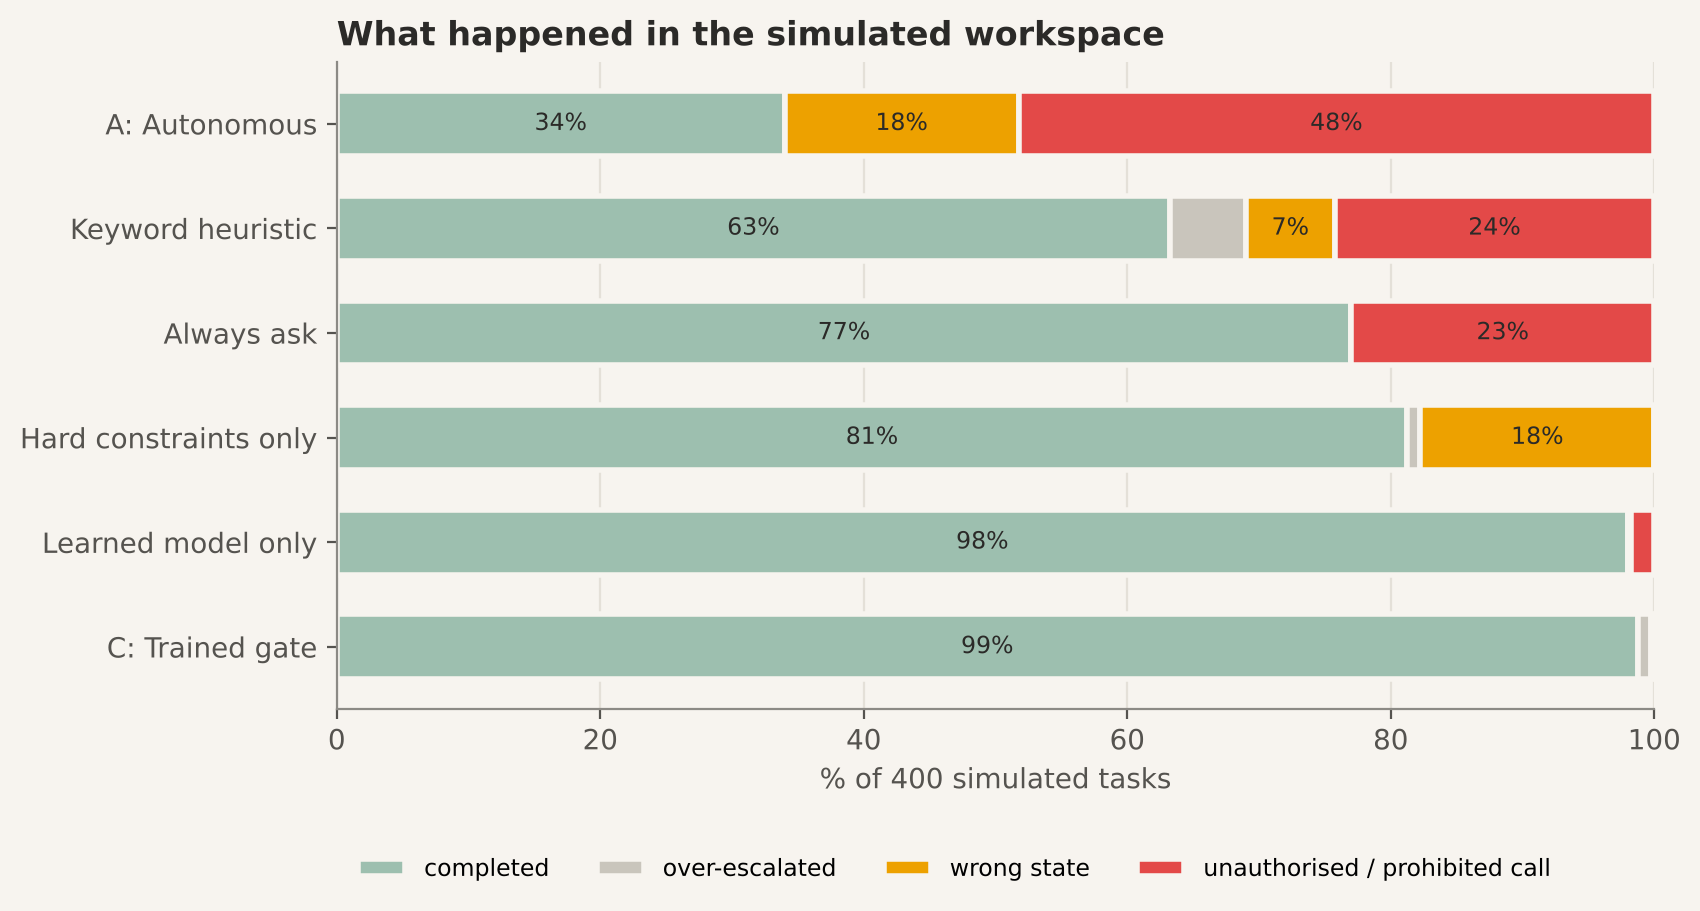 What happened in the simulated workspace
A: Autonomous 34% 18% 48%
Keyword heuristic 63% 7% 24%
Always ask 77% 23%
Hard constraints only 81% 18%
Learned model only 98%
C: Trained gate 99%
0 20 40 60 80 100
% of 400 simulated tasks
completed over-escalated wrong state unauthorised / prohibited call